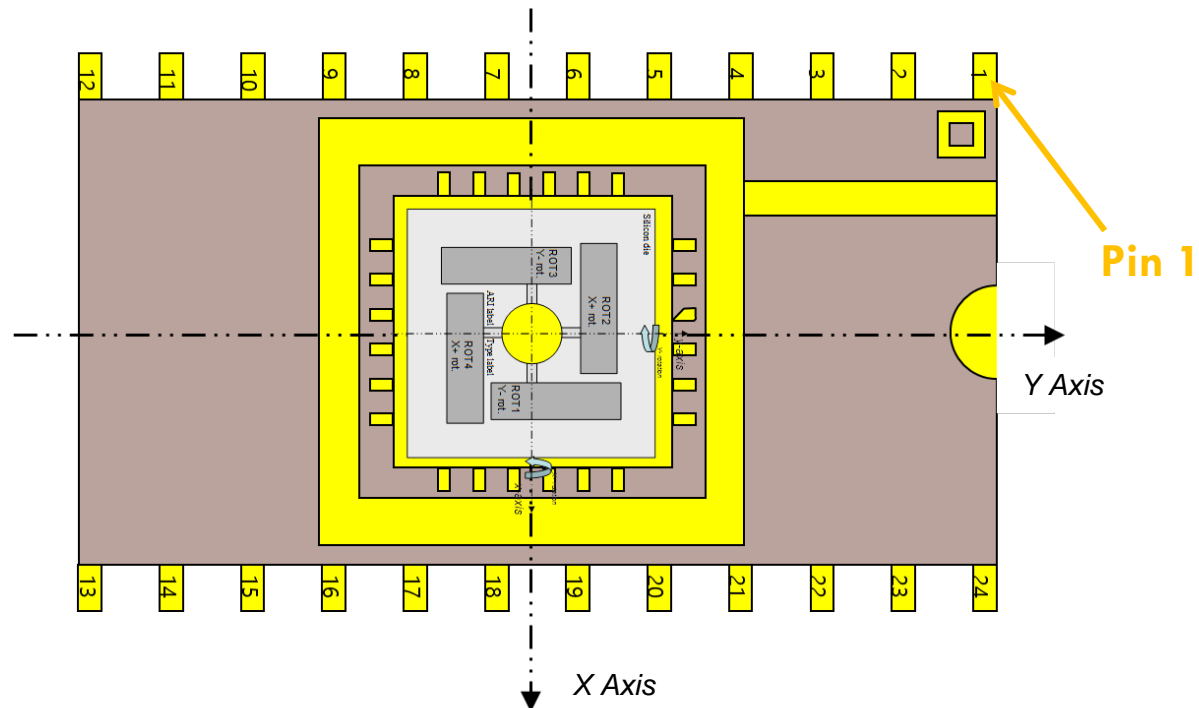 12
11
10
9
8
7
6
5
4
3
2
1
Pin 1
Silicon die
ROT3
Y- rot.
ROT2
X+ rot.
ARI label
Type label
ROT4
X+ rot.
ROT1
Y- rot.
y-axis
x-axis
Y Axis
13
14
15
16
17
18
19
20
21
22
23
24
X Axis